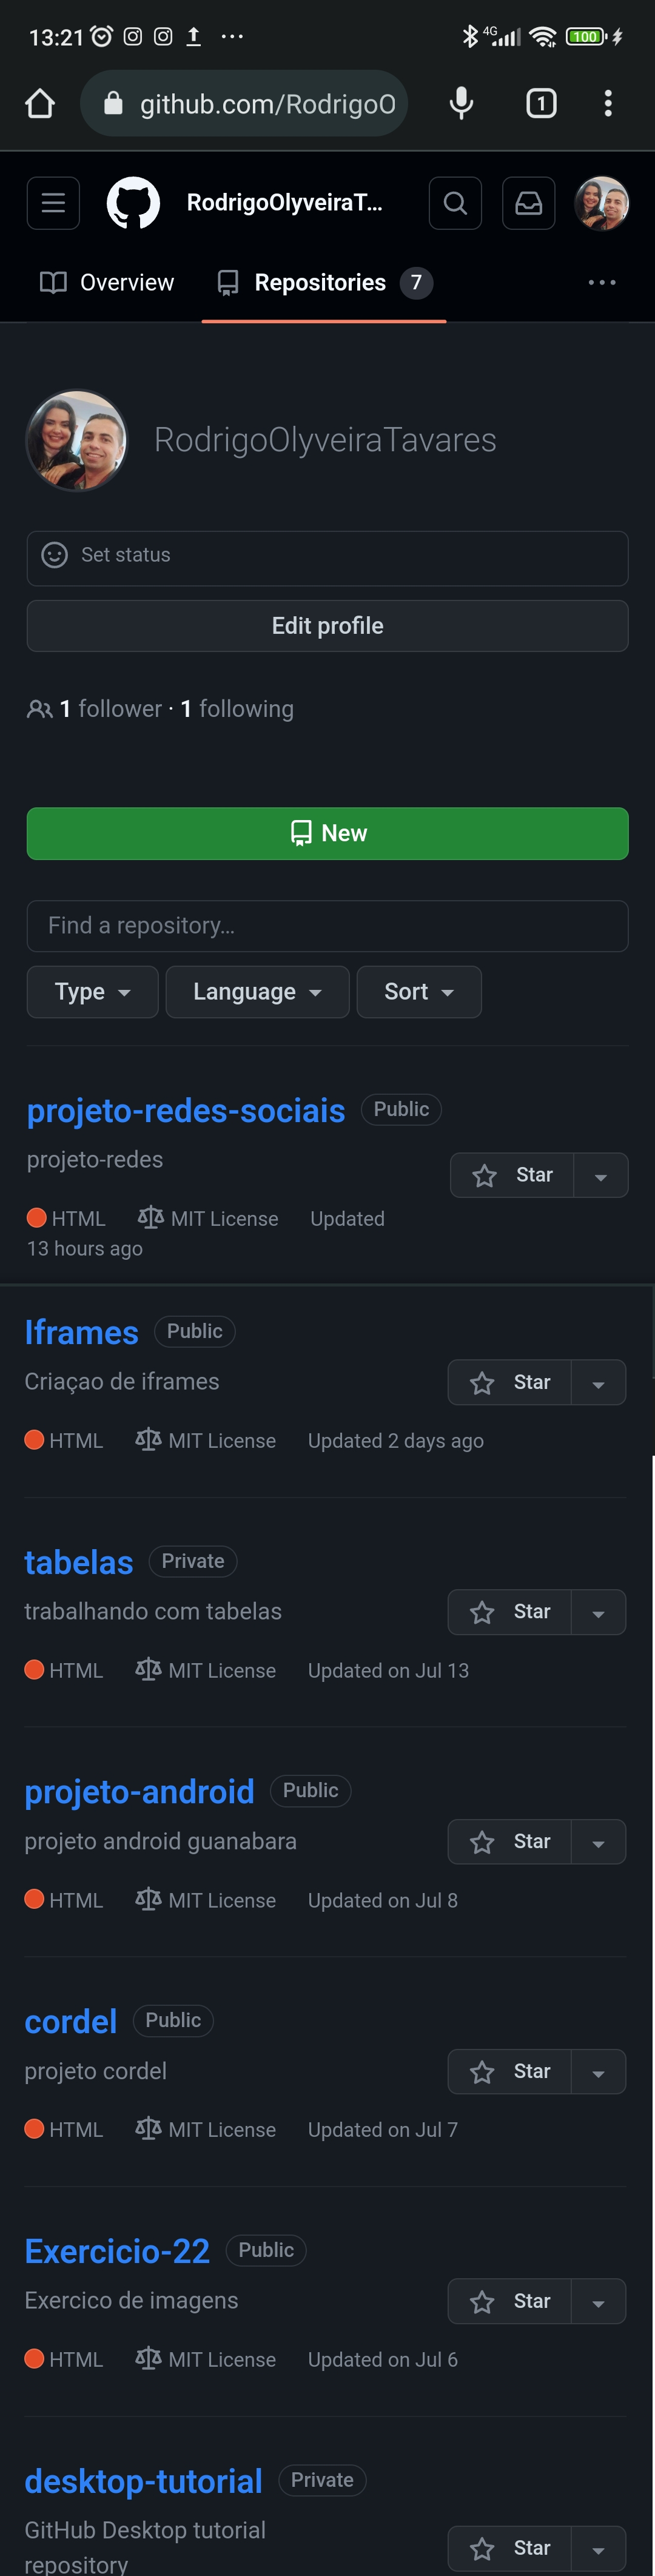 13:21
4G
100
github.com/RodrigoO
1
RodrigoOlyveiraT...
Overview
Repositories 7
RodrigoOlyveiraTavares
Set status
Edit profile
1 follower · 1 following
New
Find a repository...
Type
Language
Sort
projeto-redes-sociais Public
projeto-redes
Star
HTML MIT License Updated
13 hours ago
Iframes Public
Criaçao de iframes
Star
HTML MIT License Updated 2 days ago
tabelas Private
trabalhando com tabelas
Star
HTML MIT License Updated on Jul 13
projeto-android Public
projeto android guanabara
Star
HTML MIT License Updated on Jul 8
cordel Public
projeto cordel
Star
HTML MIT License Updated on Jul 7
Exercicio-22 Public
Exercico de imagens
Star
HTML MIT License Updated on Jul 6
desktop-tutorial Private
GitHub Desktop tutorial
Star
repository